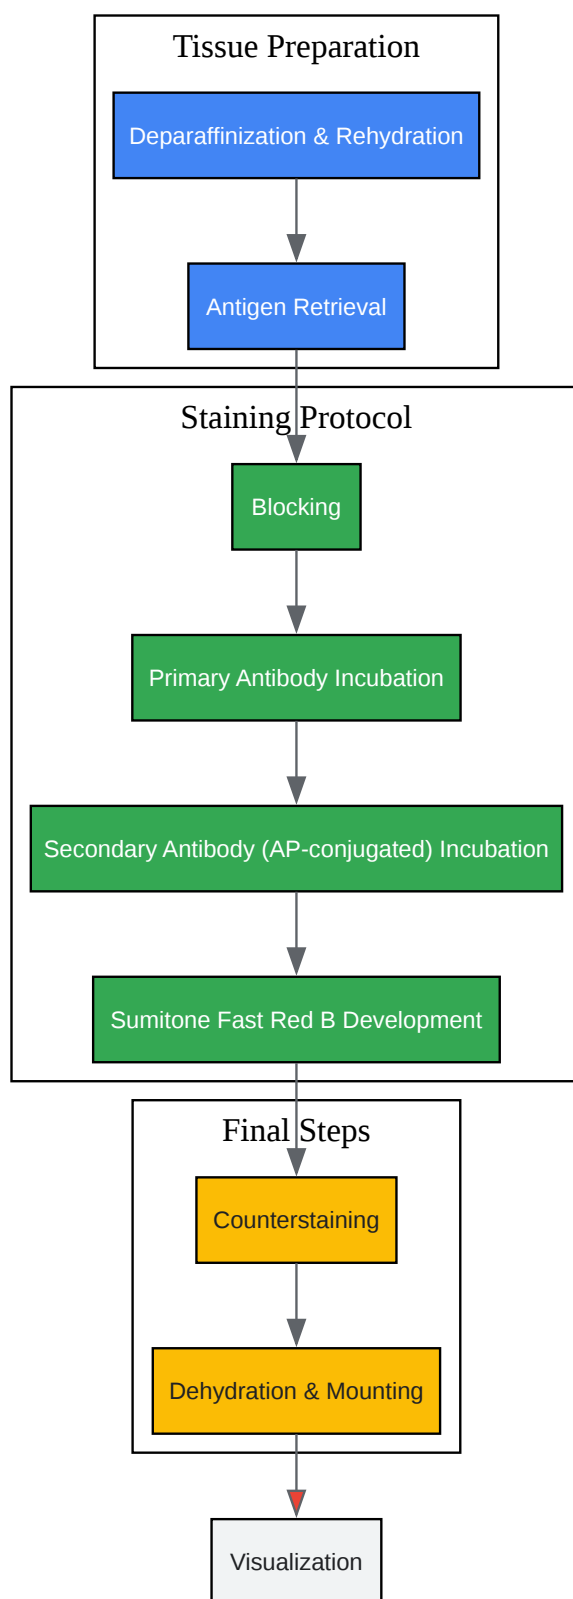 Tissue Preparation
Deparaffinization & Rehydration
Antigen Retrieval
Staining Protocol
Blocking
Primary Antibody Incubation
Secondary Antibody (AP-conjugated) Incubation
Sumitone Fast Red B Development
Final Steps
Counterstaining
Dehydration & Mounting
Visualization